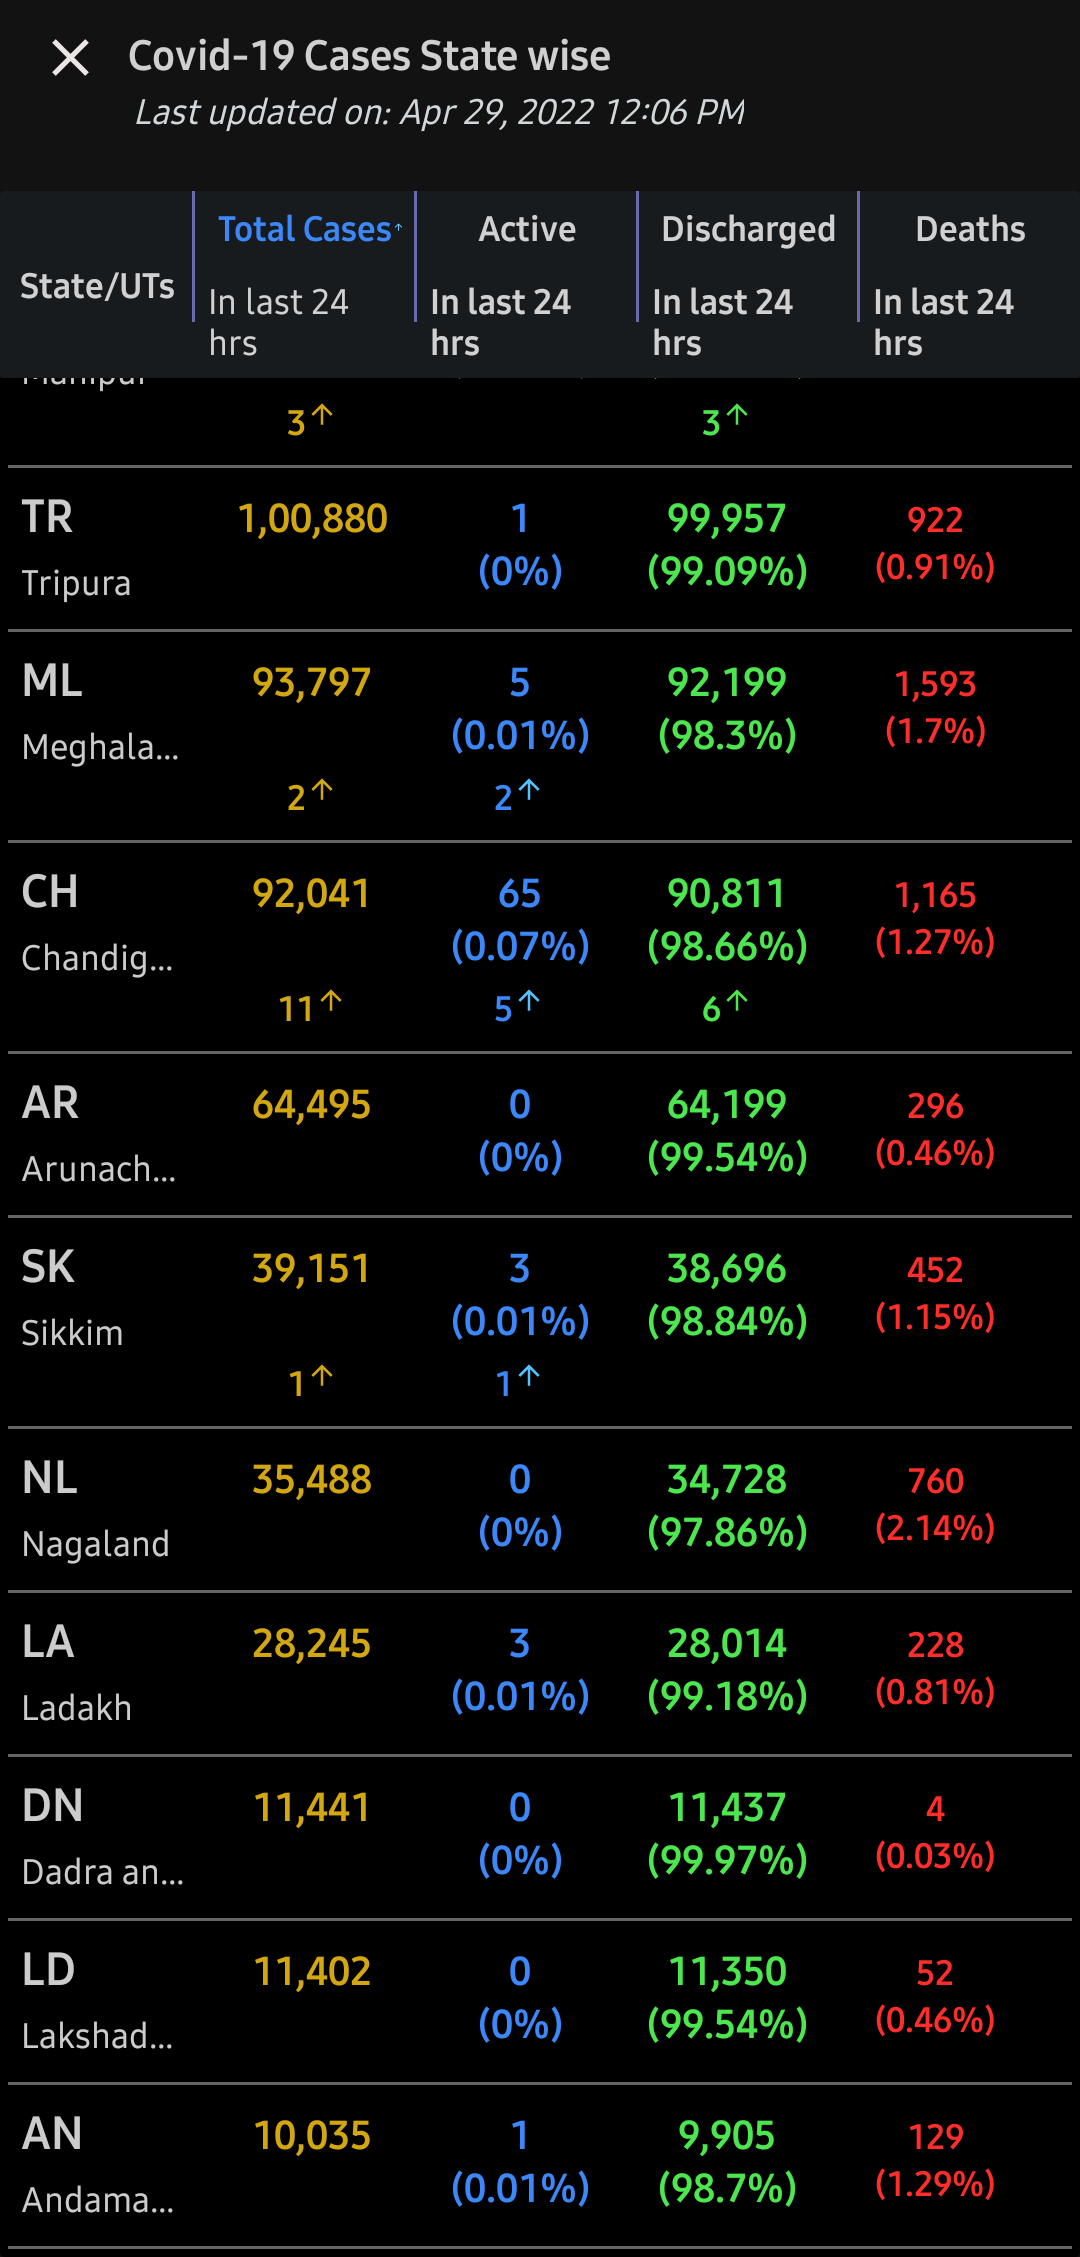 Covid-19 Cases State wise
Last updated on: Apr 29, 2022 12:06 PM
State/UTs Total Cases↑ Active Discharged Deaths
In last 24 hrs In last 24 hrs In last 24 hrs In last 24 hrs
Manipur
3↑ 3↑
TR 1,00,880 1 99,957 922
Tripura (0%) (99.09%) (0.91%)
ML 93,797 5 92,199 1,593
Meghala... (0.01%) (98.3%) (1.7%)
2↑ 2↑
CH 92,041 65 90,811 1,165
Chandig... (0.07%) (98.66%) (1.27%)
11↑ 5↑ 6↑
AR 64,495 0 64,199 296
Arunach... (0%) (99.54%) (0.46%)
SK 39,151 3 38,696 452
Sikkim (0.01%) (98.84%) (1.15%)
1↑ 1↑
NL 35,488 0 34,728 760
Nagaland (0%) (97.86%) (2.14%)
LA 28,245 3 28,014 228
Ladakh (0.01%) (99.18%) (0.81%)
DN 11,441 0 11,437 4
Dadra an... (0%) (99.97%) (0.03%)
LD 11,402 0 11,350 52
Lakshad... (0%) (99.54%) (0.46%)
AN 10,035 1 9,905 129
Andama... (0.01%) (98.7%) (1.29%)